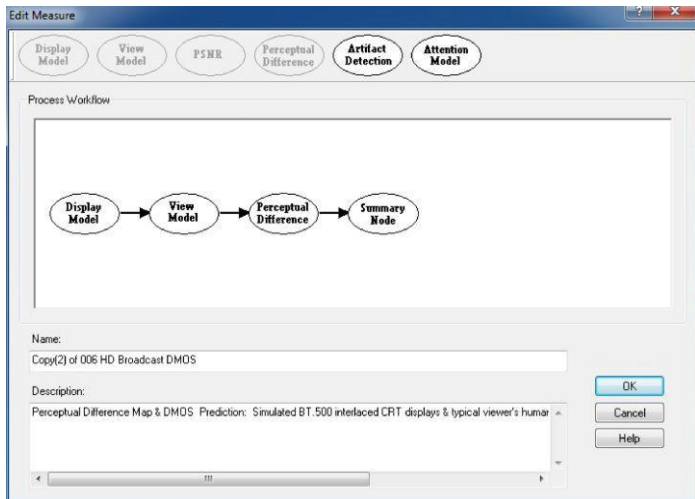 Edit Measure
?
X
Display Model
View Model
PSNR
Perceptual Difference
Artifact Detection
Attention Model
Process Workflow
Display Model
View Model
Perceptual Difference
Summary Node
Name:
Copy(2) of 006 HD Broadcast DMOS
Description:
Perceptual Difference Map & DMOS Prediction: Simulated BT.500 interlaced CRT displays & typical viewer's humar
OK
Cancel
Help